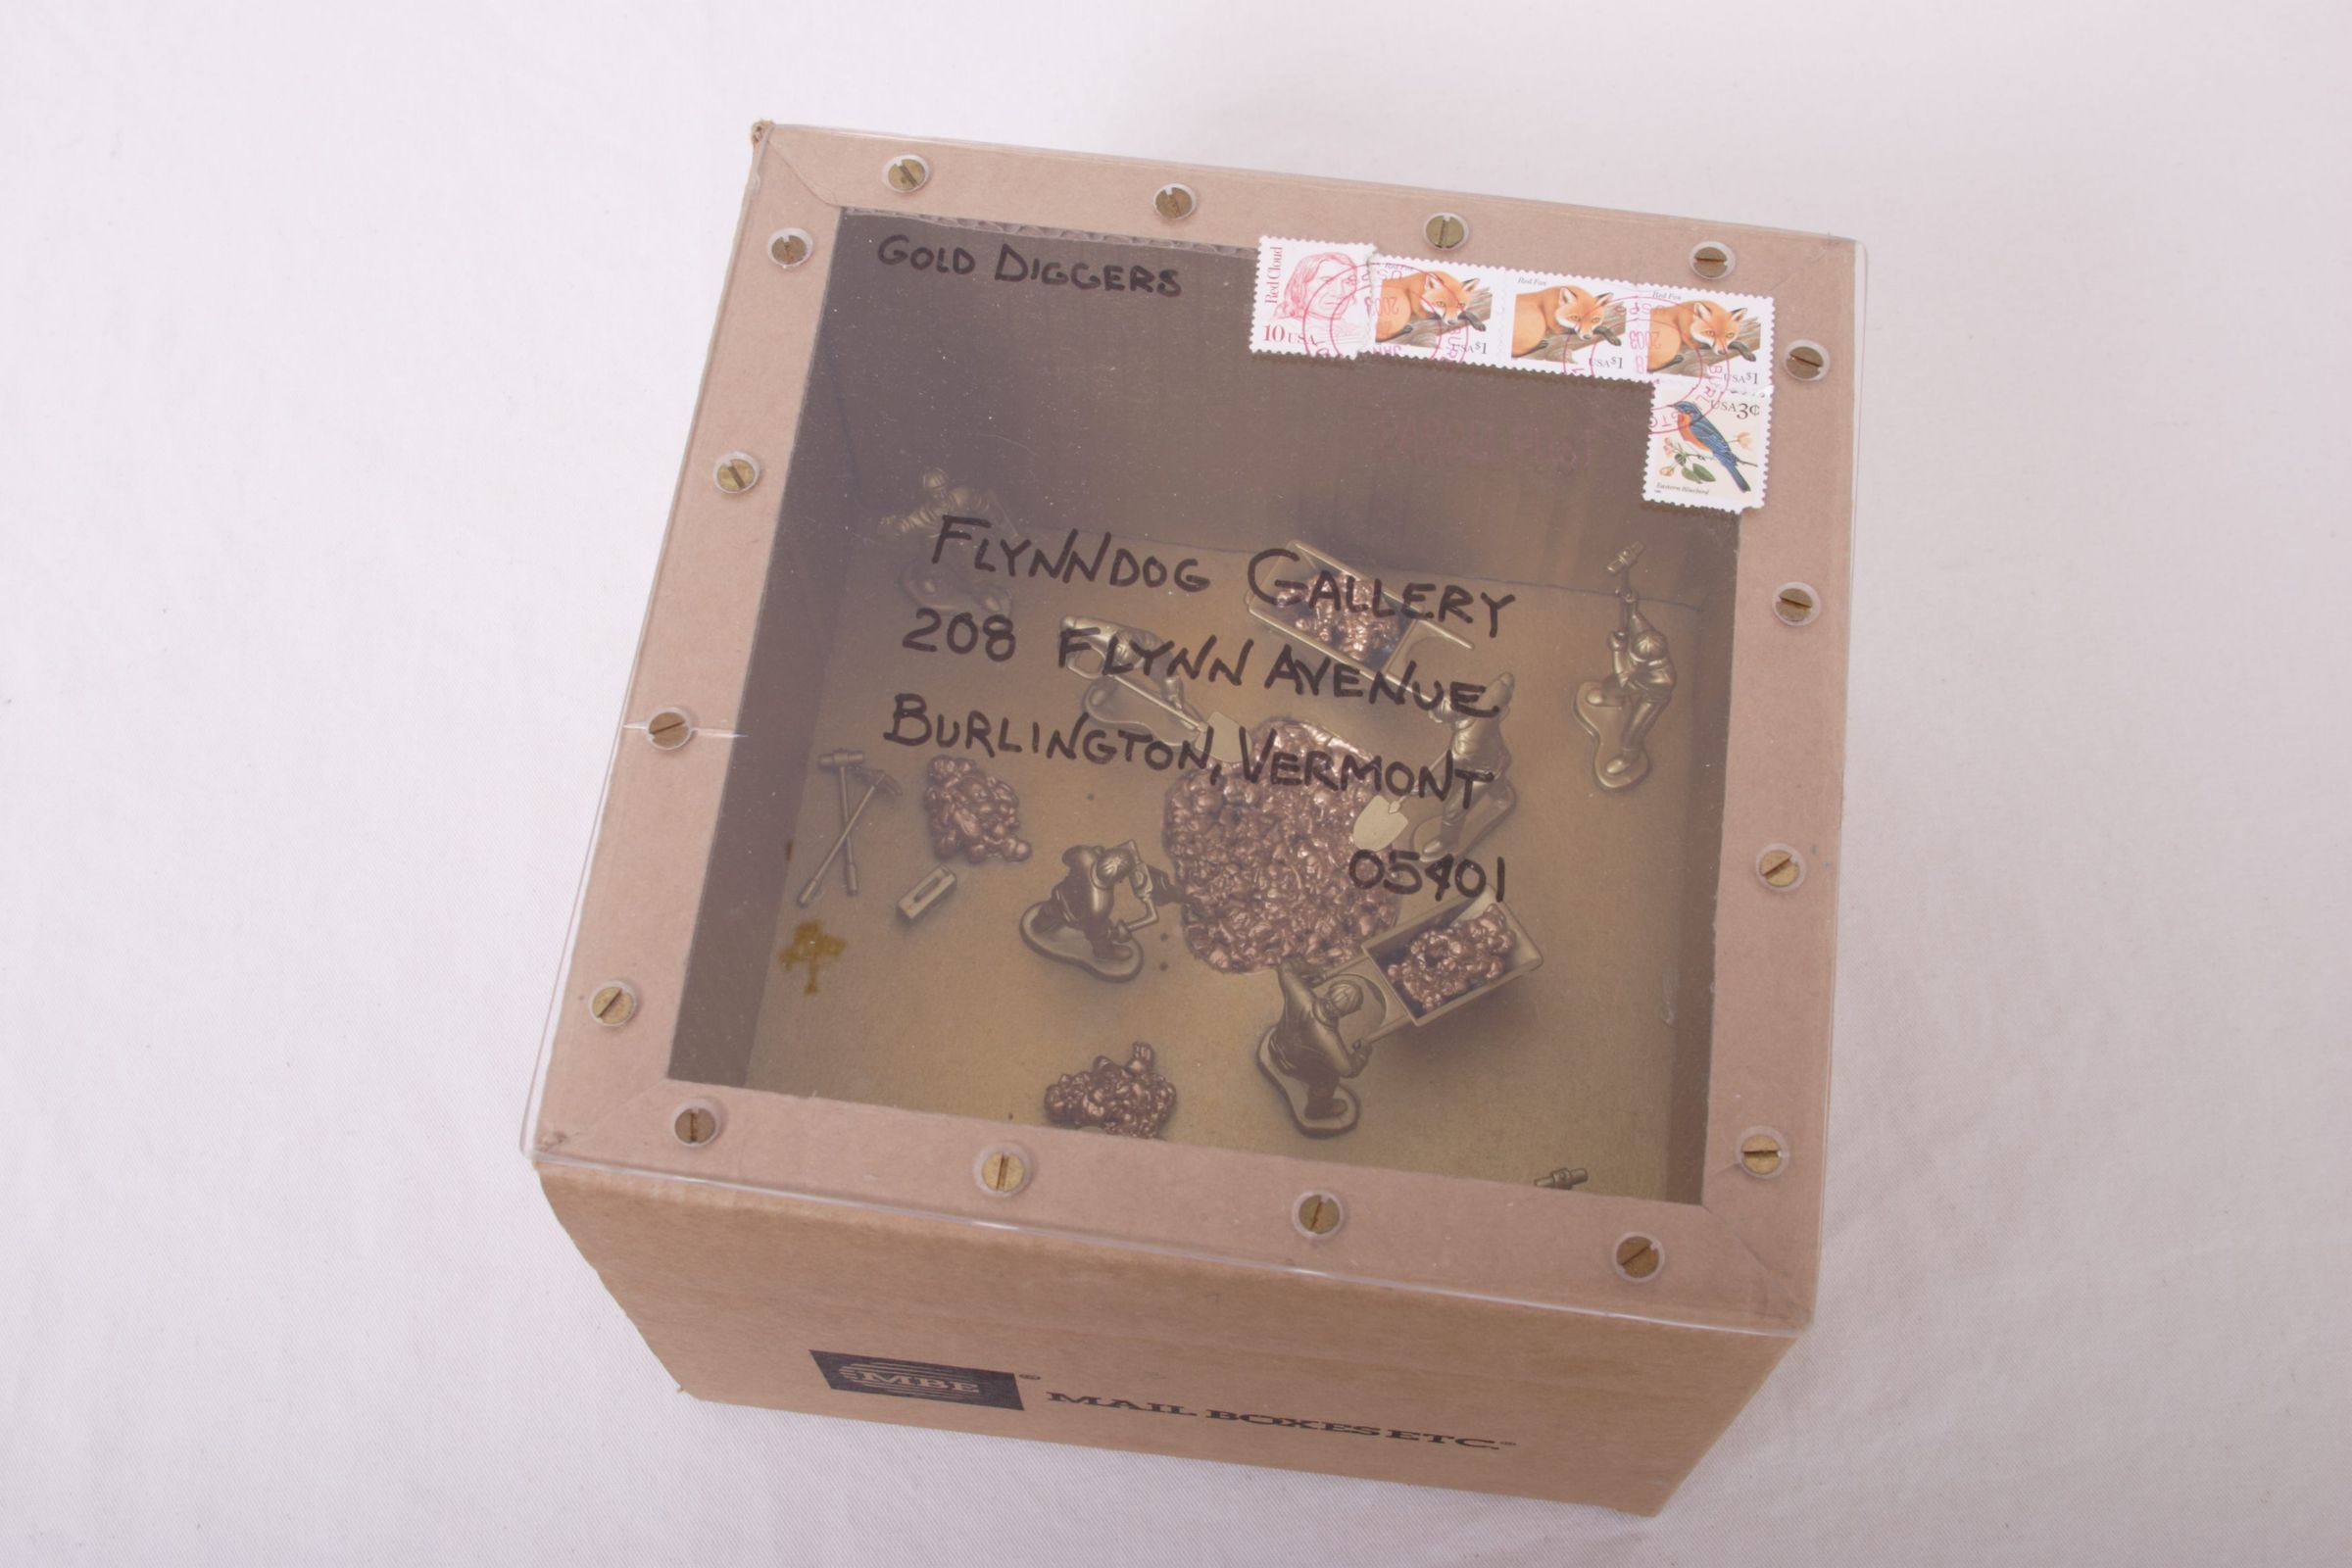 GOLD DIGGERS
Red Cloud
10 USA
Red Fox
USA $1
Red Fox
USA $1
Red Fox
USA $1
USA 3¢
Eastern Bluebird
FLYNNDOG GALLERY
208 FLYNN AVENUE
BURLINGTON, VERMONT
05401
MBE®
MAIL BOXES ETC.®